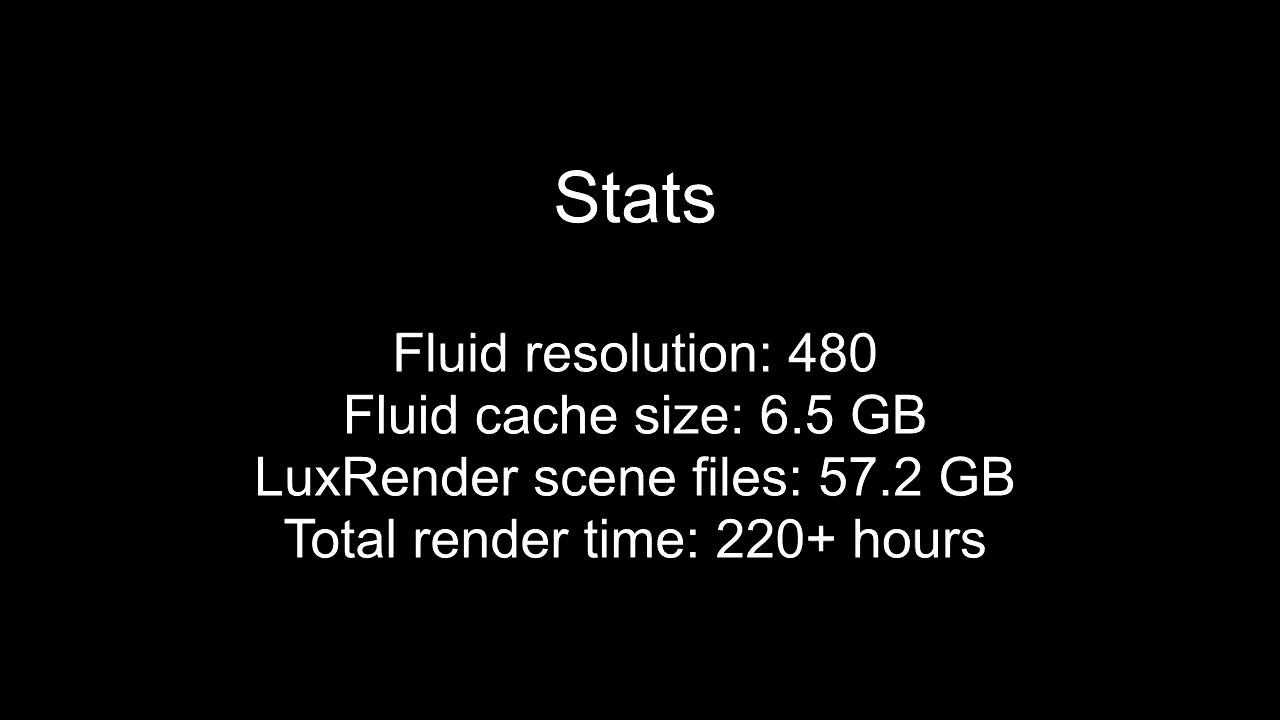 Stats
Fluid resolution: 480
Fluid cache size: 6.5 GB
LuxRender scene files: 57.2 GB
Total render time: 220+ hours